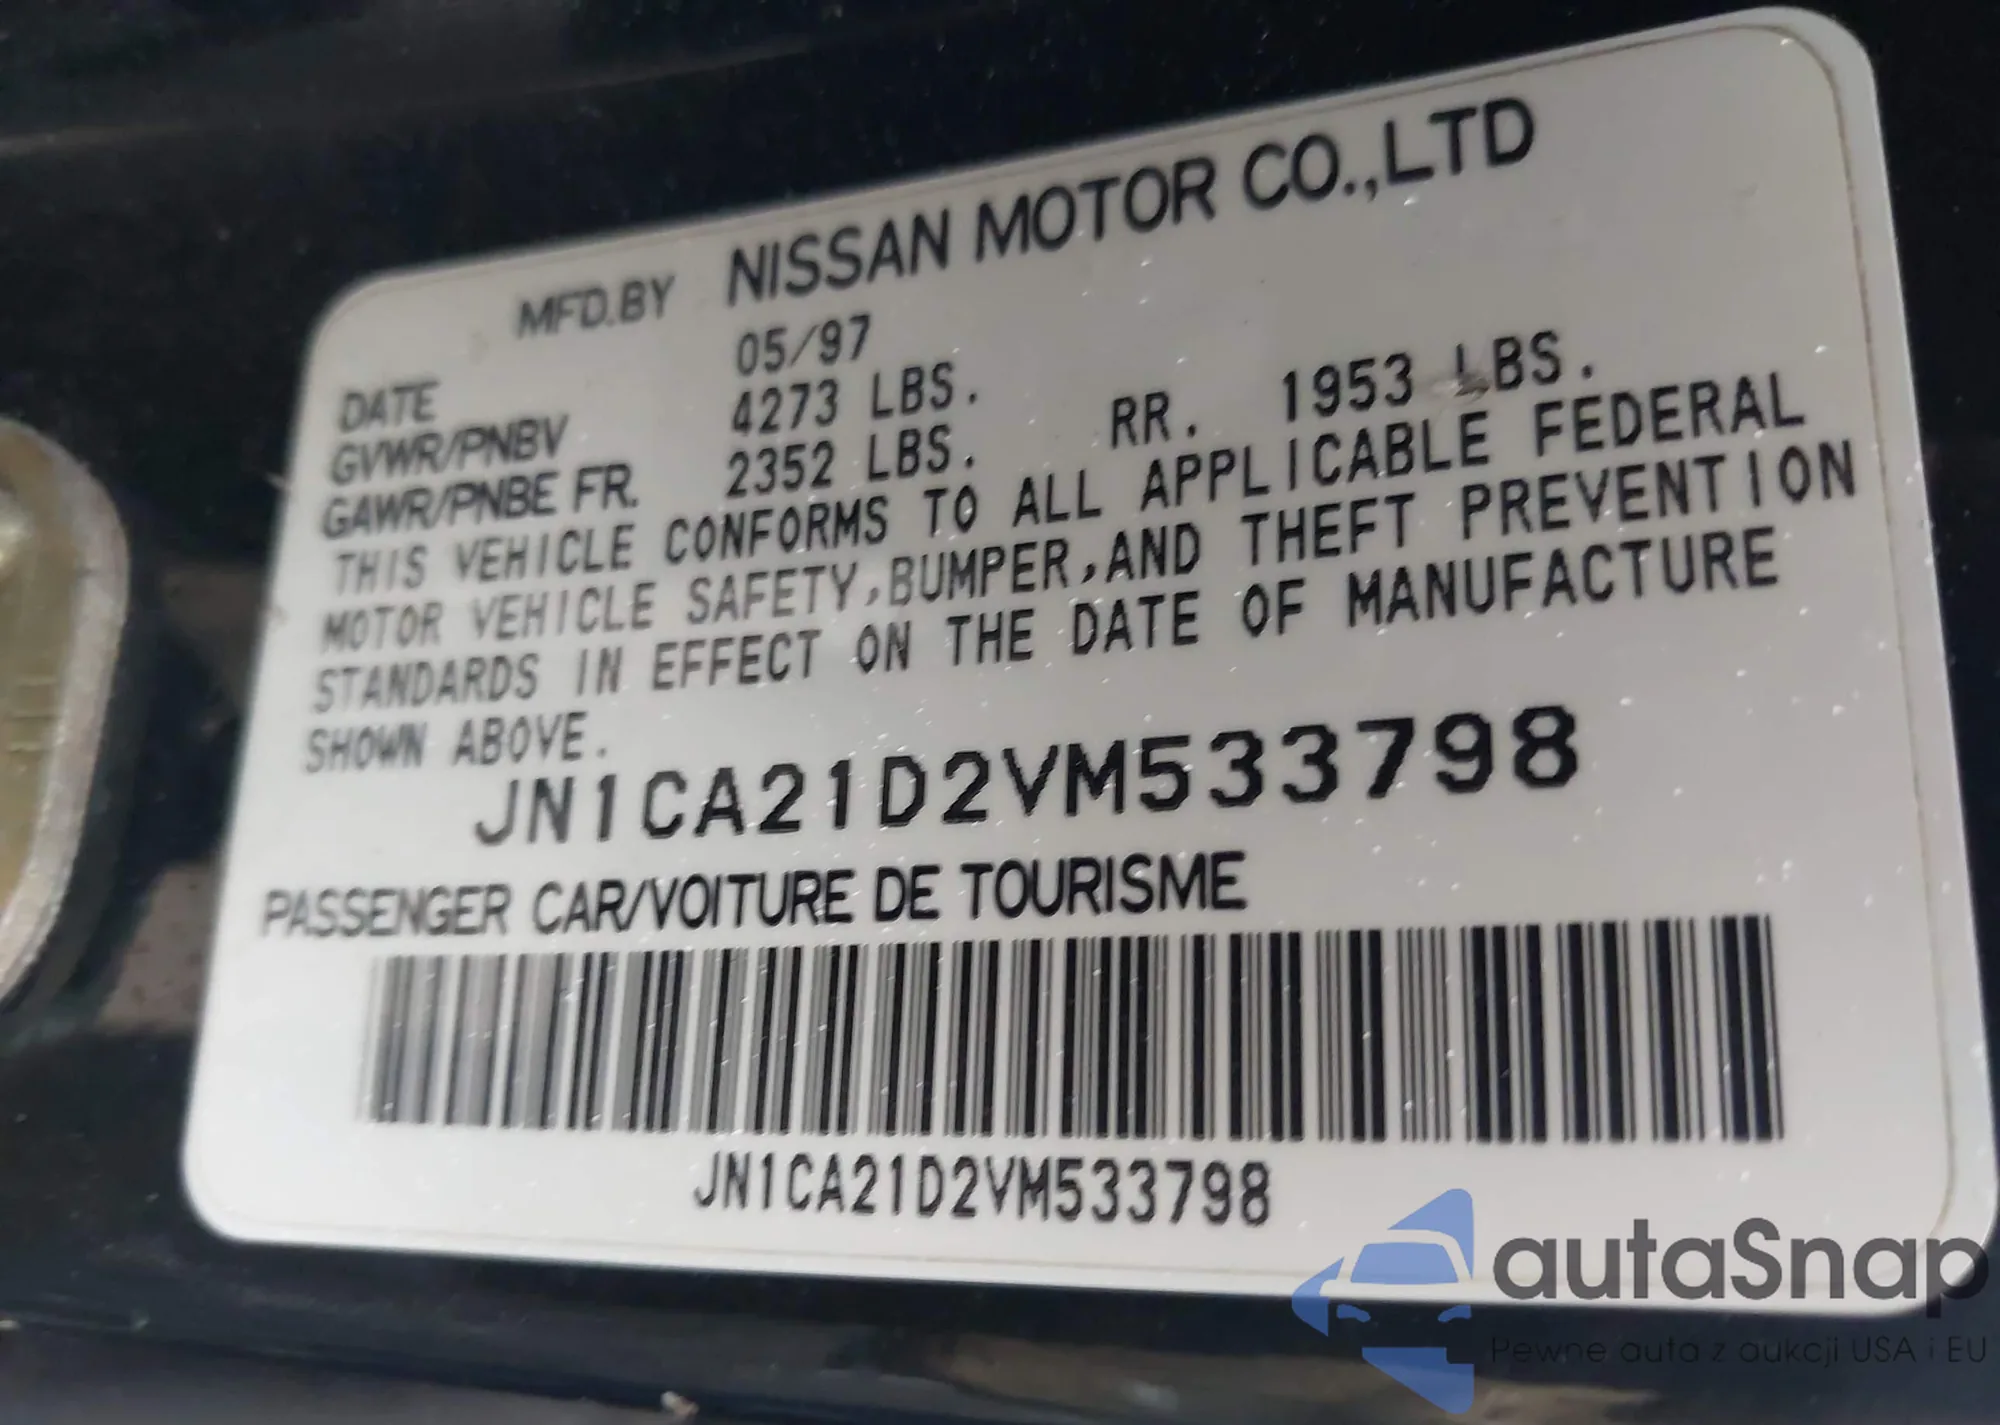 MFD.BY NISSAN MOTOR CO.,LTD
DATE 05/97
GVWR/PNBV 4273 LBS.
GAWR/PNBE FR. 2352 LBS. RR. 1953 LBS.
THIS VEHICLE CONFORMS TO ALL APPLICABLE FEDERAL
MOTOR VEHICLE SAFETY,BUMPER,AND THEFT PREVENTION
STANDARDS IN EFFECT ON THE DATE OF MANUFACTURE
SHOWN ABOVE.
JN1CA21D2VM533798
PASSENGER CAR/VOITURE DE TOURISME
JN1CA21D2VM533798
autaSnap
Pewne auta z aukcji USA i EU